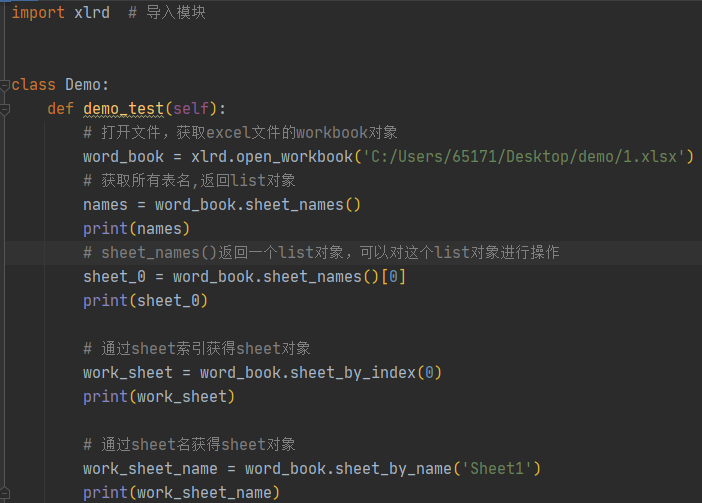 import xlrd  # 导入模块
class Demo:
    def demo_test(self):
        # 打开文件，获取excel文件的workbook对象
        word_book = xlrd.open_workbook('C:/Users/65171/Desktop/demo/1.xlsx')
        # 获取所有表名,返回list对象
        names = word_book.sheet_names()
        print(names)
        # sheet_names()返回一个list对象，可以对这个list对象进行操作
        sheet_0 = word_book.sheet_names()[0]
        print(sheet_0)
        # 通过sheet索引获得sheet对象
        work_sheet = word_book.sheet_by_index(0)
        print(work_sheet)
        # 通过sheet名获得sheet对象
        work_sheet_name = word_book.sheet_by_name('Sheet1')
        print(work_sheet_name)